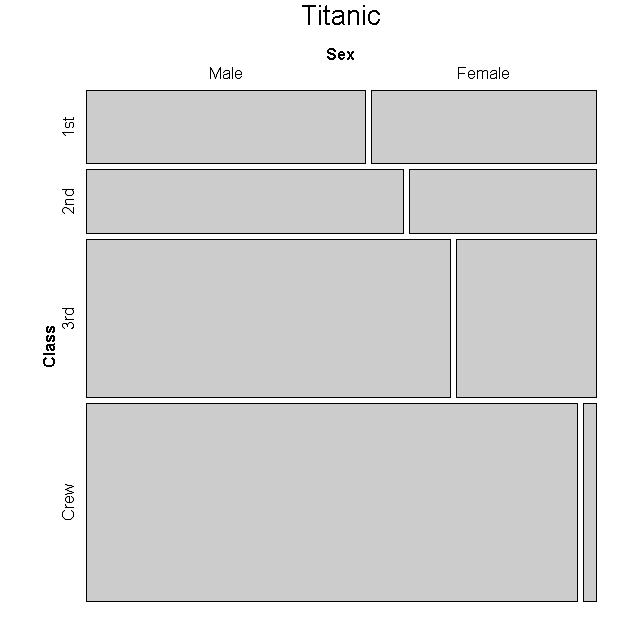 Titanic
Sex
Male Female
1st
2nd
3rd
Class
Crew